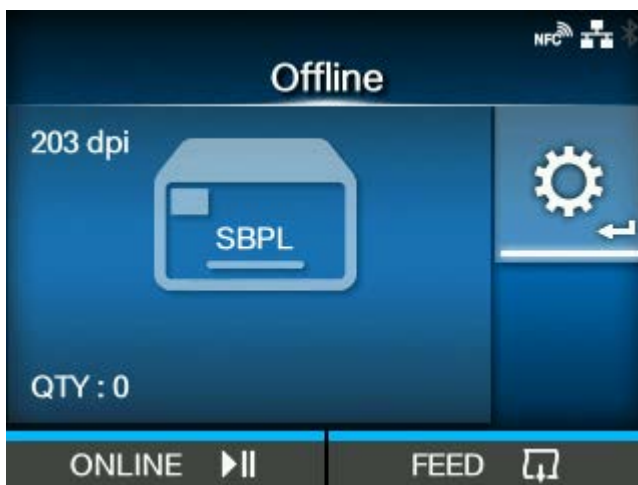 NFC
Offline
203 dpi
SBPL
QTY : 0
ONLINE
FEED